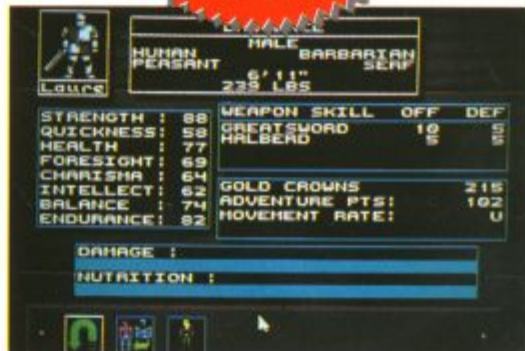 MALE
HUMAN BARBARIAN
PEASANT SERF
6'11"
239 LBS
Laure
STRENGTH : 88
QUICKNESS: 58
HEALTH : 77
FORESIGHT: 69
CHARISMA : 64
INTELLECT: 62
BALANCE : 74
ENDURANCE: 82
WEAPON SKILL OFF DEF
GREATSWORD 10 5
HALBERD 5 5
GOLD CROWNS 215
ADVENTURE PTS: 102
MOVEMENT RATE: U
DAMAGE :
NUTRITION :